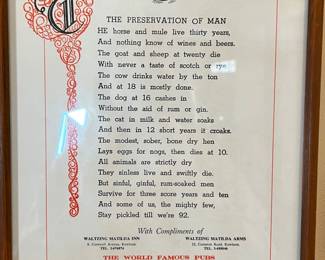 THE PRESERVATION OF MAN
THE horse and mule live thirty years,
And nothing know of wines and beers.
The goat and sheep at twenty die
With never a taste of scotch or rye.
The cow drinks water by the ton
And at 18 is mostly done.
The dog at 16 cashes in
Without the aid of rum or gin.
The cat in milk and water soaks
And then in 12 short years it croaks.
The modest, sober, bone dry hen
Lays eggs for nogs, then dies at 10.
All animals are strictly dry
They sinless live and swiftly die.
But sinful, ginful, rum-soaked men
Survive for three score years and ten
And some of us, the mighty few,
Stay pickled till we're 92.
With Compliments of
WALTZING MATILDA INN
WALTZING MATILDA ARMS
TEL.
TEL.
THE WORLD FAMOUS PUBS